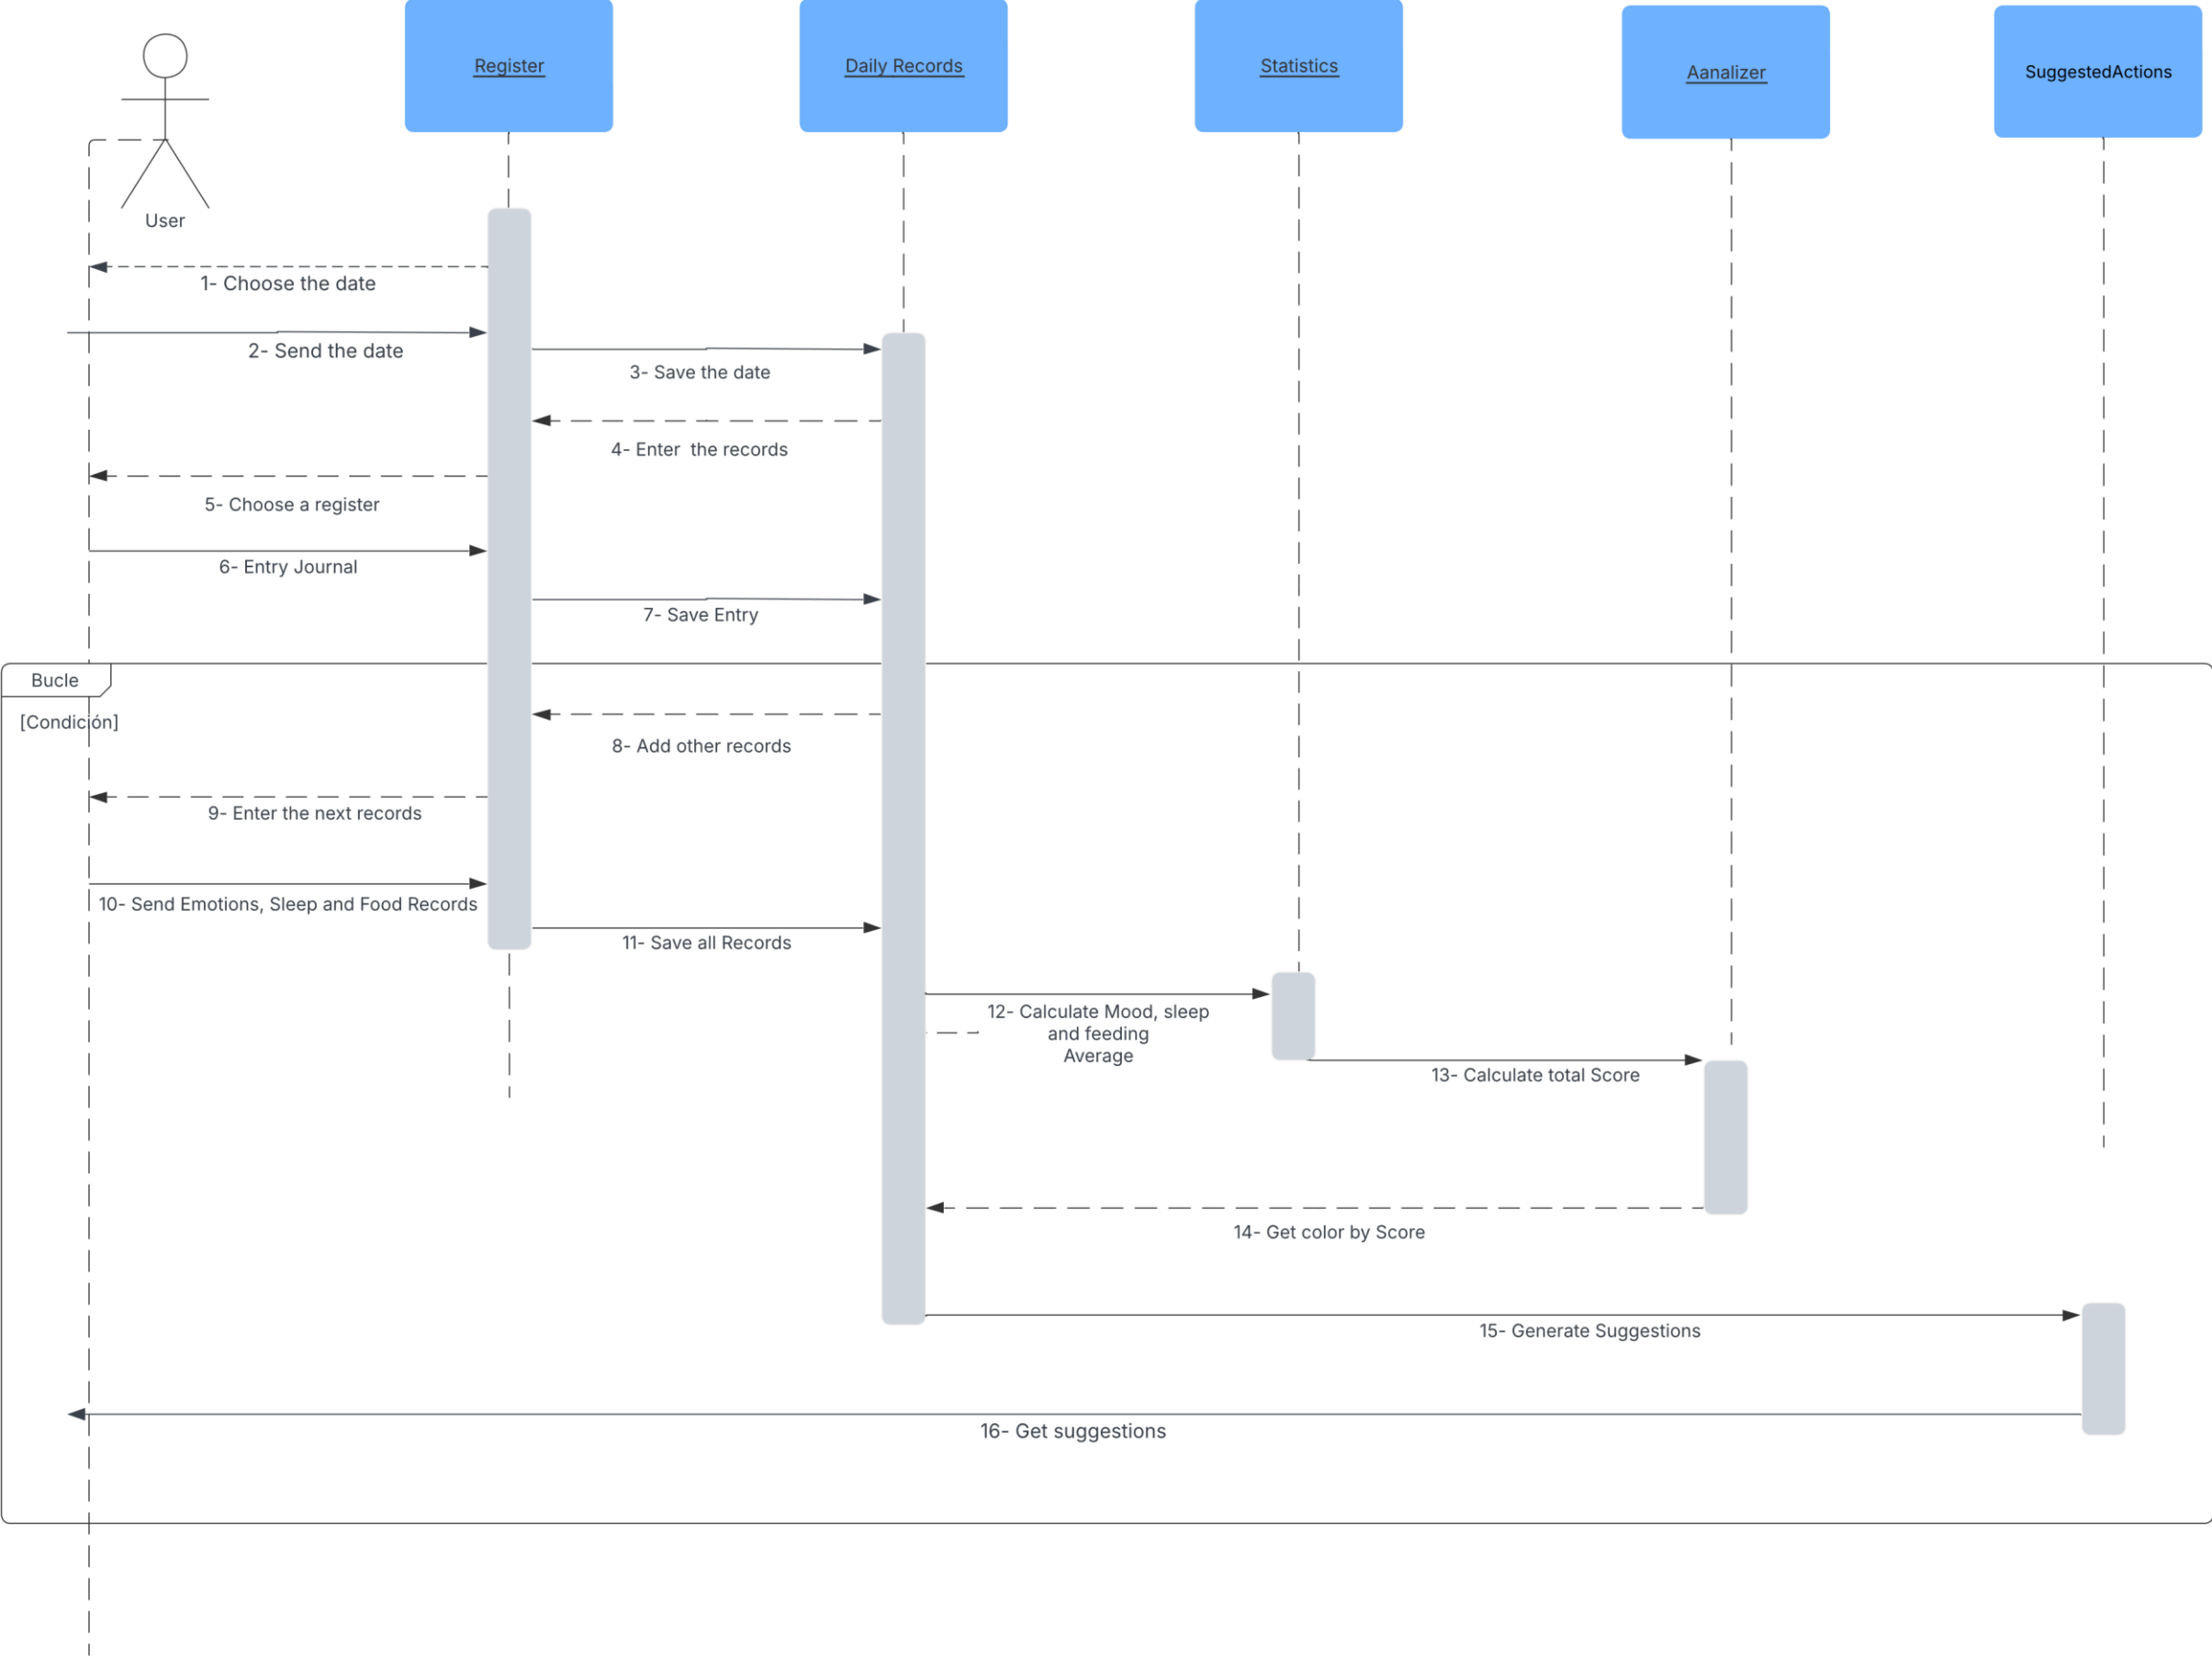 Register
Daily Records
Statistics
Aanalizer
SuggestedActions
User
1- Choose the date
2- Send the date
3- Save the date
4- Enter  the records
5- Choose a register
6- Entry Journal
7- Save Entry
Bucle
[Condición]
8- Add other records
9- Enter the next records
10- Send Emotions, Sleep and Food Records
11- Save all Records
12- Calculate Mood, sleep
and feeding
Average
13- Calculate total Score
14- Get color by Score
15- Generate Suggestions
16- Get suggestions